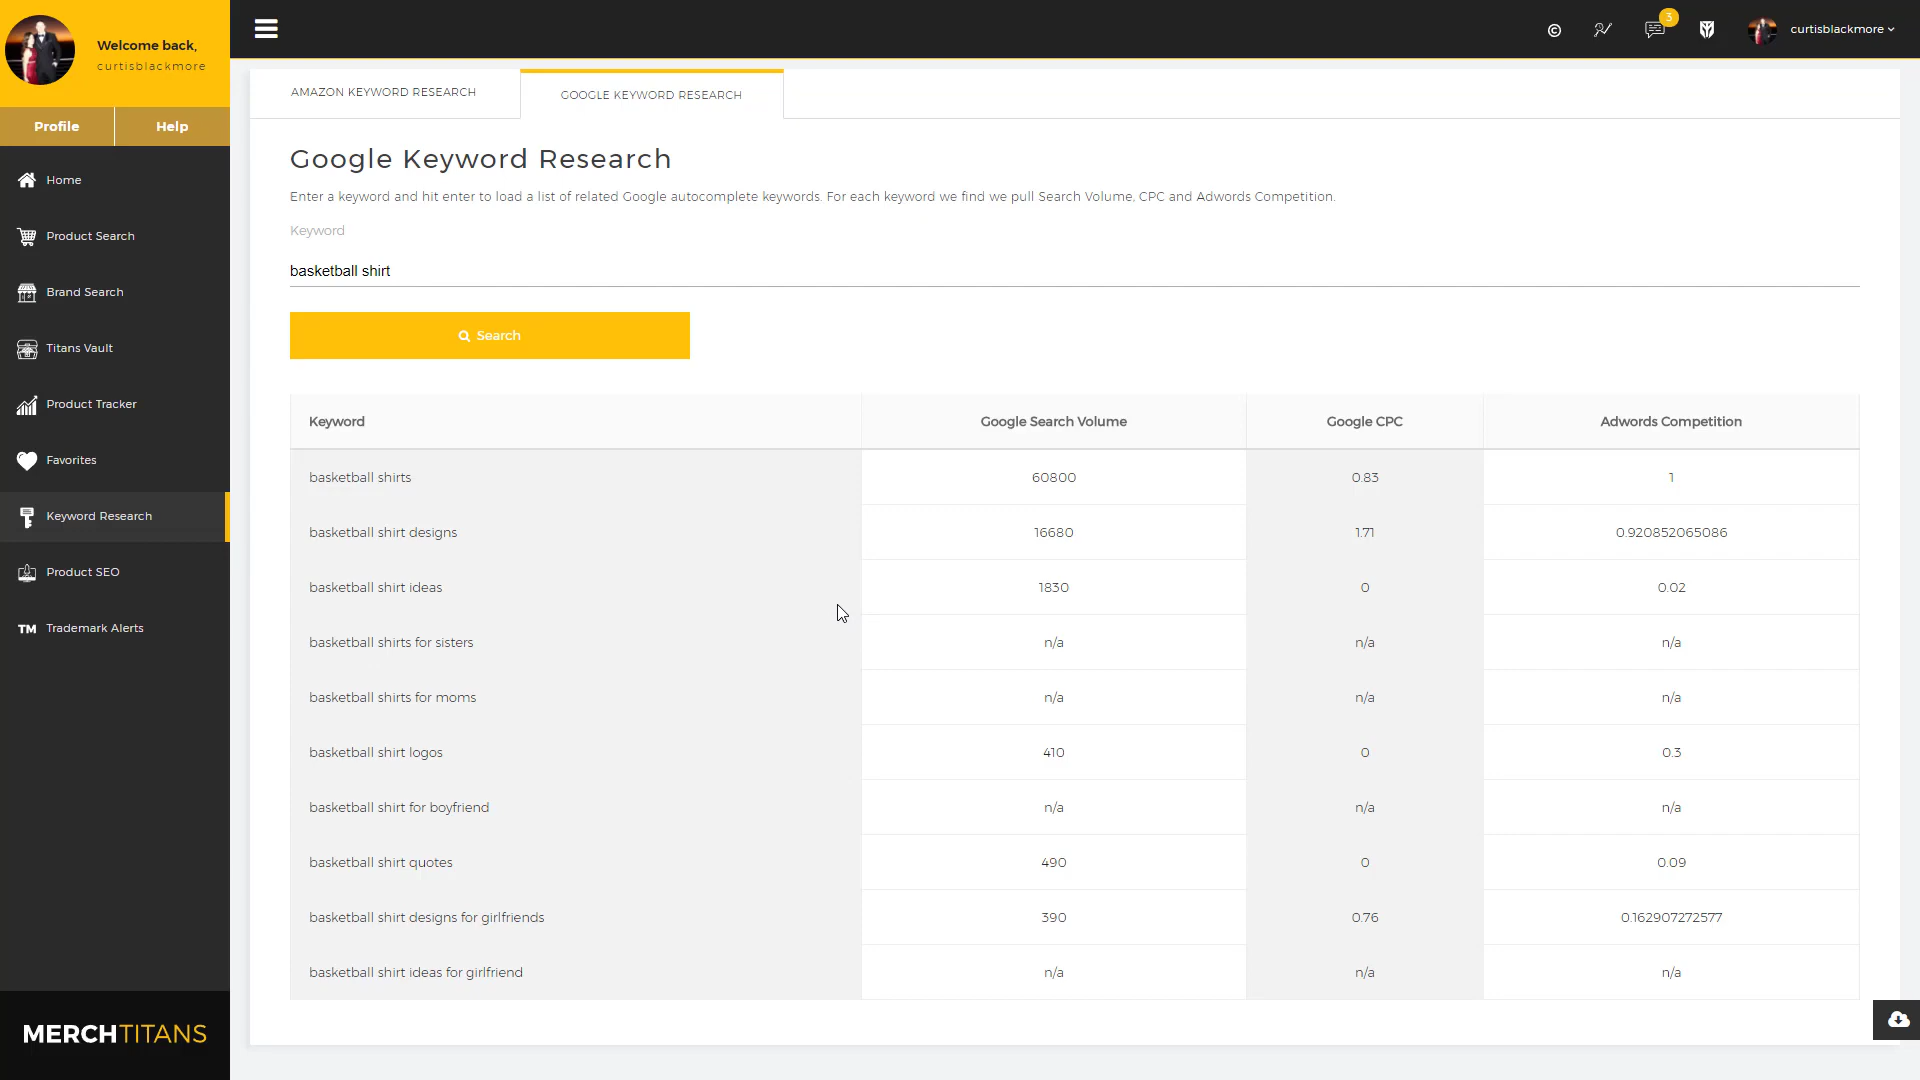 Welcome back,
curtisblackmore
Profile
Help
Home
Product Search
Brand Search
Titans Vault
Product Tracker
Favorites
Keyword Research
Product SEO
TM Trademark Alerts
MERCHTITANS
©
3
curtisblackmore
AMAZON KEYWORD RESEARCH
GOOGLE KEYWORD RESEARCH
Google Keyword Research
Enter a keyword and hit enter to load a list of related Google autocomplete keywords. For each keyword we find we pull Search Volume, CPC and Adwords Competition.
Keyword
basketball shirt
Search
Keyword Google Search Volume Google CPC Adwords Competition
basketball shirts 60800 0.83 1
basketball shirt designs 16680 1.71 0.920852065086
basketball shirt ideas 1830 0 0.02
basketball shirts for sisters n/a n/a n/a
basketball shirts for moms n/a n/a n/a
basketball shirt logos 410 0 0.3
basketball shirt for boyfriend n/a n/a n/a
basketball shirt quotes 490 0 0.09
basketball shirt designs for girlfriends 390 0.76 0.162907272577
basketball shirt ideas for girlfriend n/a n/a n/a